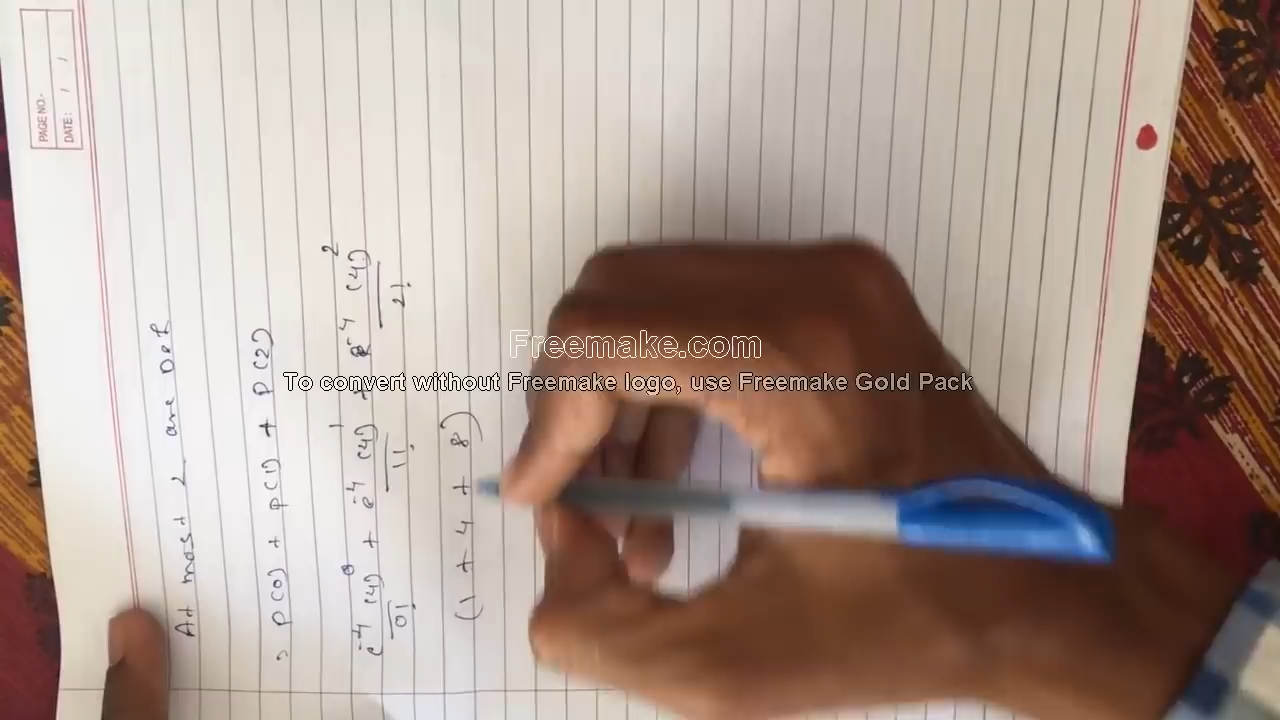 PAGE NO.-
DATE: / /
At most 2 are Def
= P(0) + P(1) + P(2)
e^-4 (4)^0 / 0! + e^-4 (4)^1 / 1! + e^-4 (4)^2 / 2!
(1 + 4 + 8)
Freemake.com
To convert without Freemake logo, use Freemake Gold Pack